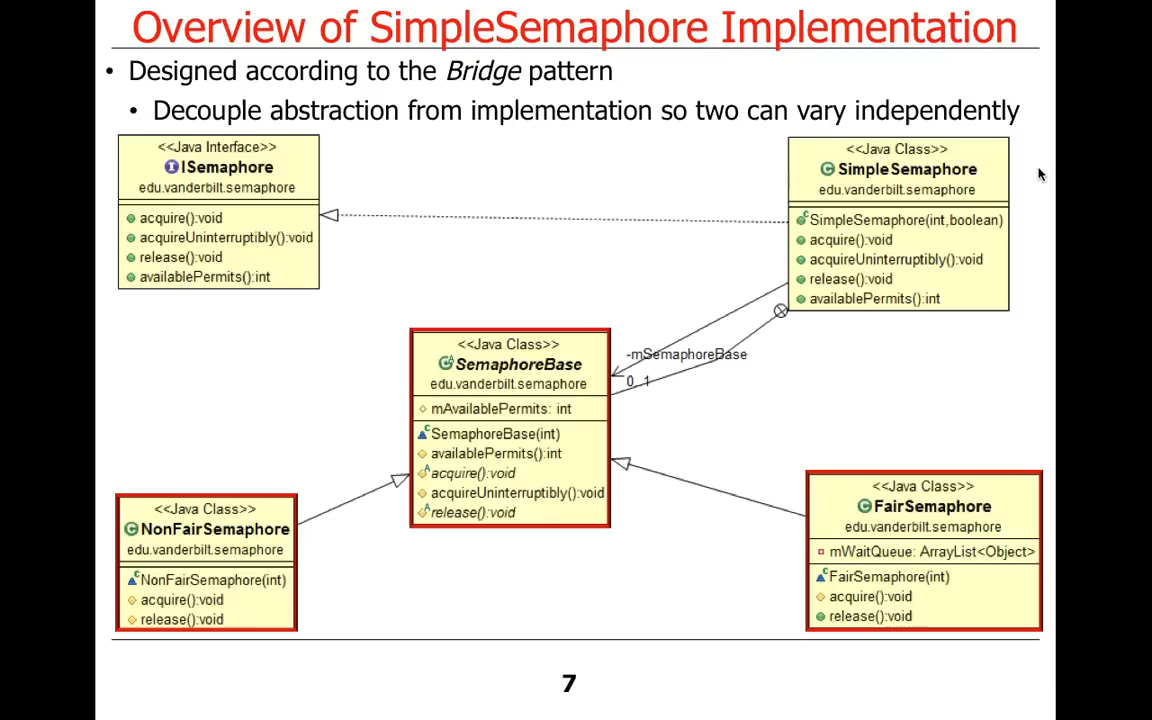 Overview of SimpleSemaphore Implementation
• Designed according to the Bridge pattern
• Decouple abstraction from implementation so two can vary independently
<<Java Interface>>
ISemaphore
edu.vanderbilt.semaphore
acquire():void
acquireUninterruptibly():void
release():void
availablePermits():int
<<Java Class>>
SimpleSemaphore
edu.vanderbilt.semaphore
SimpleSemaphore(int,boolean)
acquire():void
acquireUninterruptibly():void
release():void
availablePermits():int
-mSemaphoreBase
0..1
<<Java Class>>
SemaphoreBase
edu.vanderbilt.semaphore
mAvailablePermits: int
SemaphoreBase(int)
availablePermits():int
acquire():void
acquireUninterruptibly():void
release():void
<<Java Class>>
NonFairSemaphore
edu.vanderbilt.semaphore
NonFairSemaphore(int)
acquire():void
release():void
<<Java Class>>
FairSemaphore
edu.vanderbilt.semaphore
mWaitQueue: ArrayList<Object>
FairSemaphore(int)
acquire():void
release():void
7